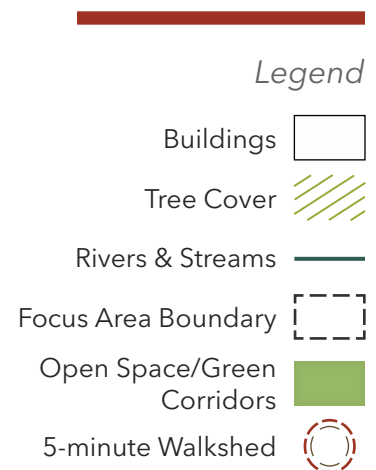 Legend
Buildings
Tree Cover
Rivers & Streams
Focus Area Boundary
Open Space/Green
Corridors
5-minute Walkshed